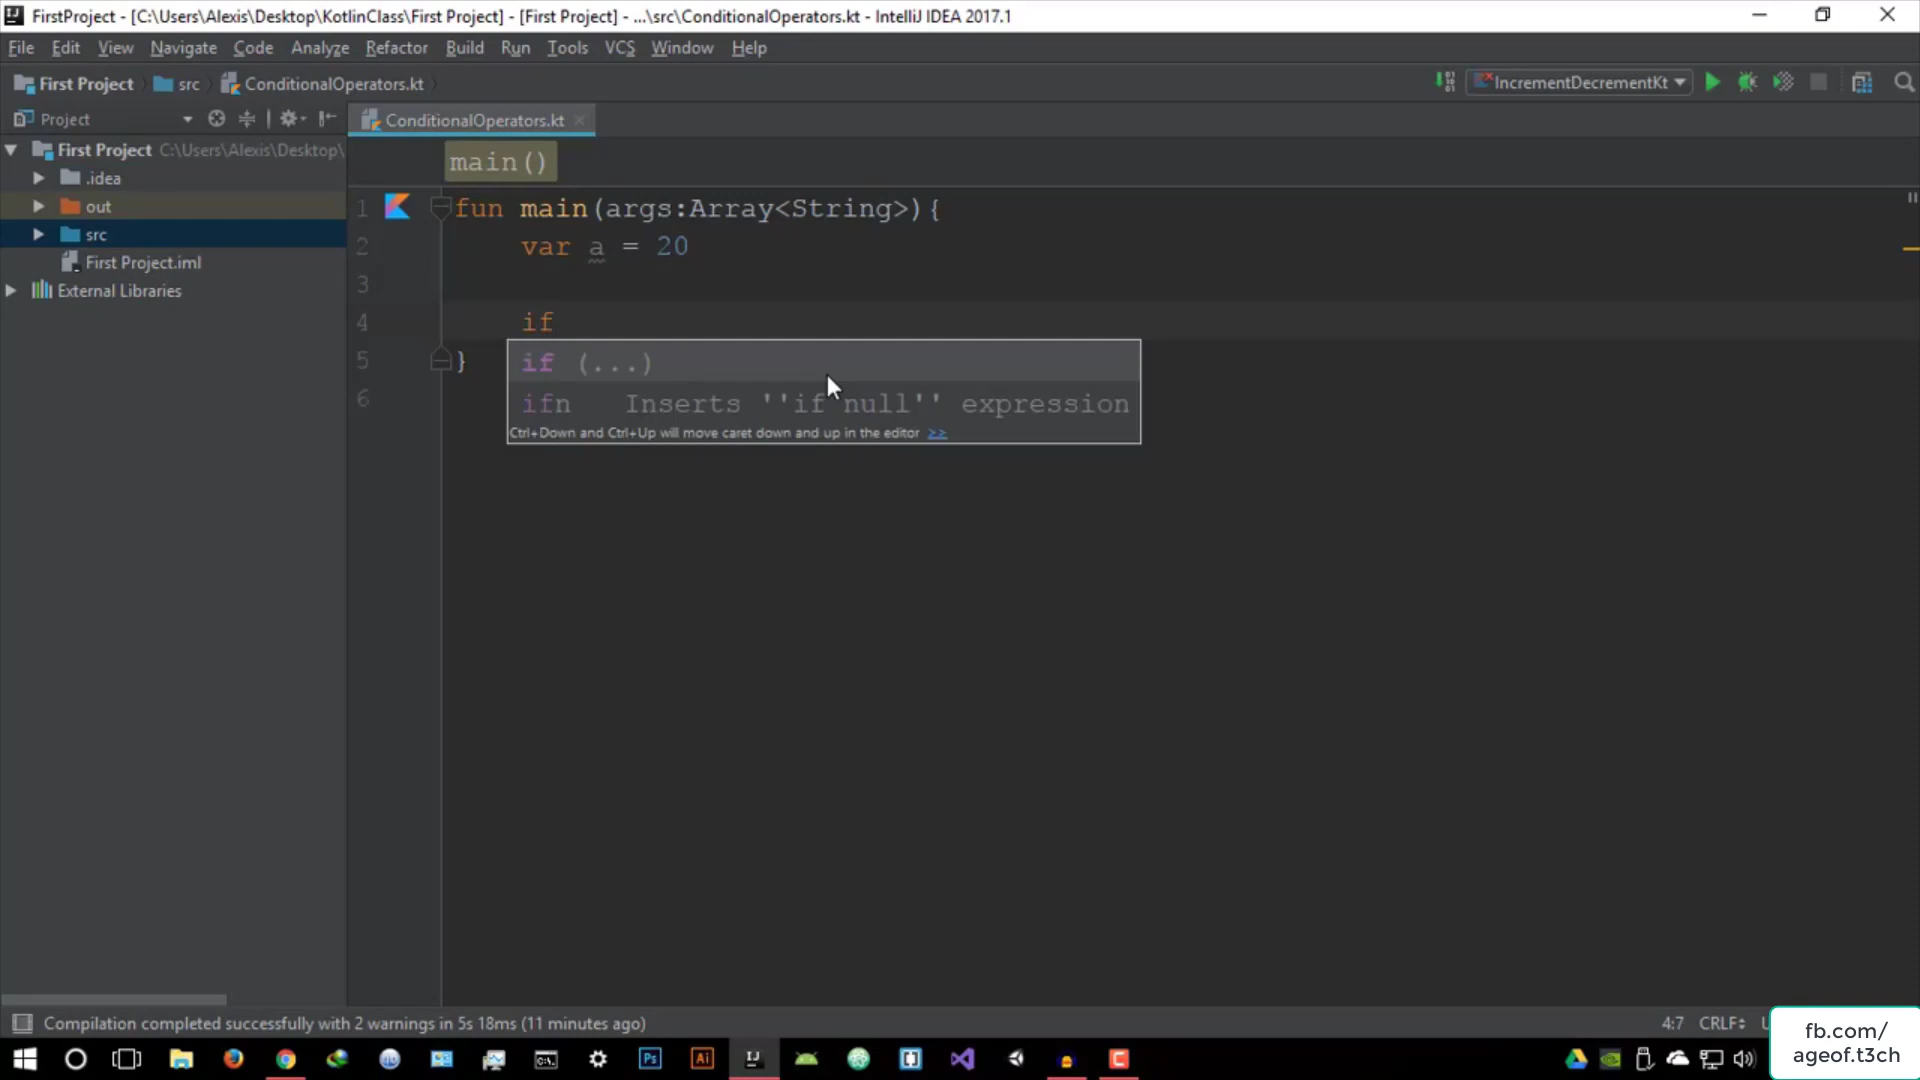 FirstProject - [C:\Users\Alexis\Desktop\KotlinClass\First Project] - [First Project] - ...\src\ConditionalOperators.kt - IntelliJ IDEA 2017.1
File Edit View Navigate Code Analyze Refactor Build Run Tools VCS Window Help
First Project src ConditionalOperators.kt
IncrementDecrementKt
Project
ConditionalOperators.kt
First Project C:\Users\Alexis\Desktop\
.idea
out
src
First Project.iml
External Libraries
main()
1 fun main(args:Array<String>){
2 var a = 20
3
4 if
5 }
6
if (...)
ifn Inserts ''if null'' expression
Ctrl+Down and Ctrl+Up will move caret down and up in the editor >>
Compilation completed successfully with 2 warnings in 5s 18ms (11 minutes ago)
4:7 CRLF
fb.com/
ageof.t3ch